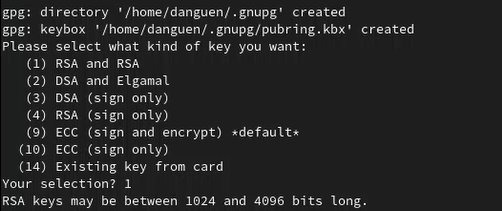 gpg: directory '/home/danguen/.gnupg' created
gpg: keybox '/home/danguen/.gnupg/pubring.kbx' created
Please select what kind of key you want:
   (1) RSA and RSA
   (2) DSA and Elgamal
   (3) DSA (sign only)
   (4) RSA (sign only)
   (9) ECC (sign and encrypt) *default*
  (10) ECC (sign only)
  (14) Existing key from card
Your selection? 1
RSA keys may be between 1024 and 4096 bits long.